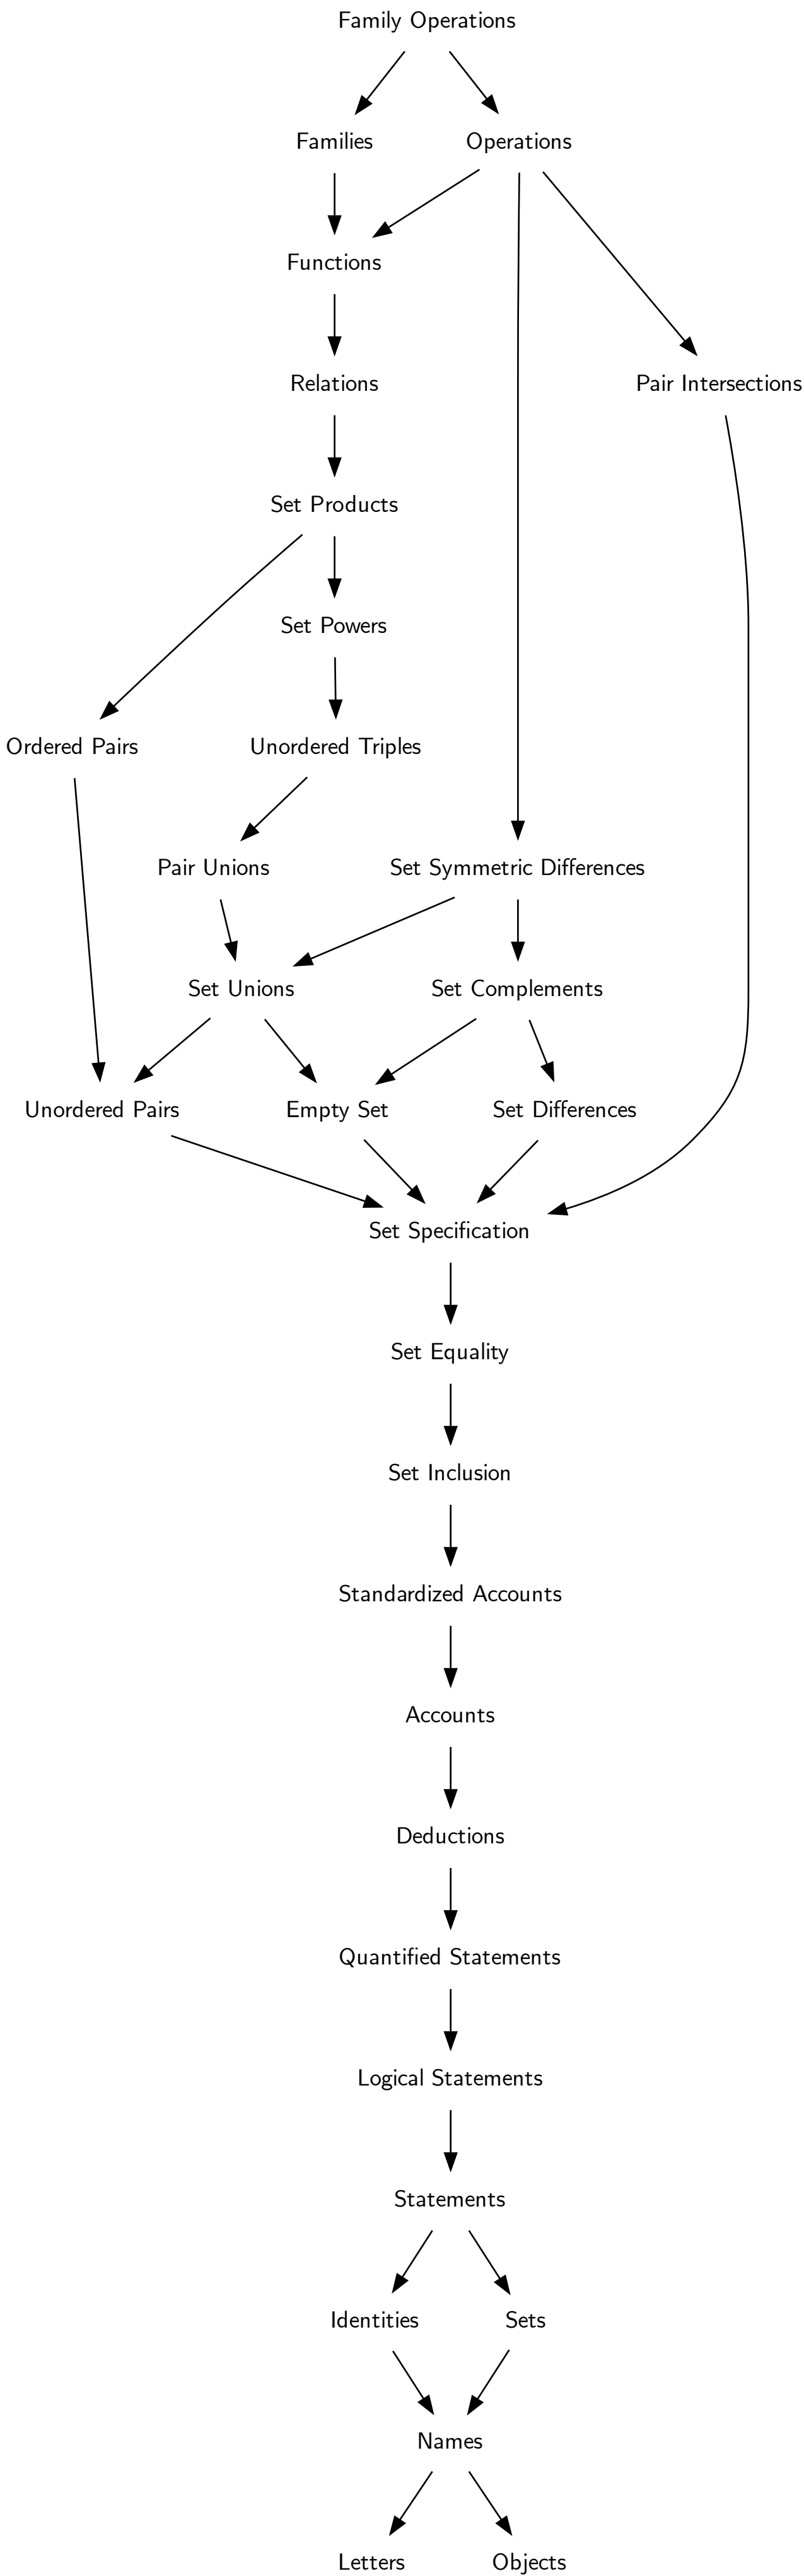 Family Operations
Families
Operations
Functions
Relations
Pair Intersections
Set Products
Set Powers
Ordered Pairs
Unordered Triples
Pair Unions
Set Symmetric Differences
Set Unions
Set Complements
Unordered Pairs
Empty Set
Set Differences
Set Specification
Set Equality
Set Inclusion
Standardized Accounts
Accounts
Deductions
Quantified Statements
Logical Statements
Statements
Identities
Sets
Names
Letters
Objects